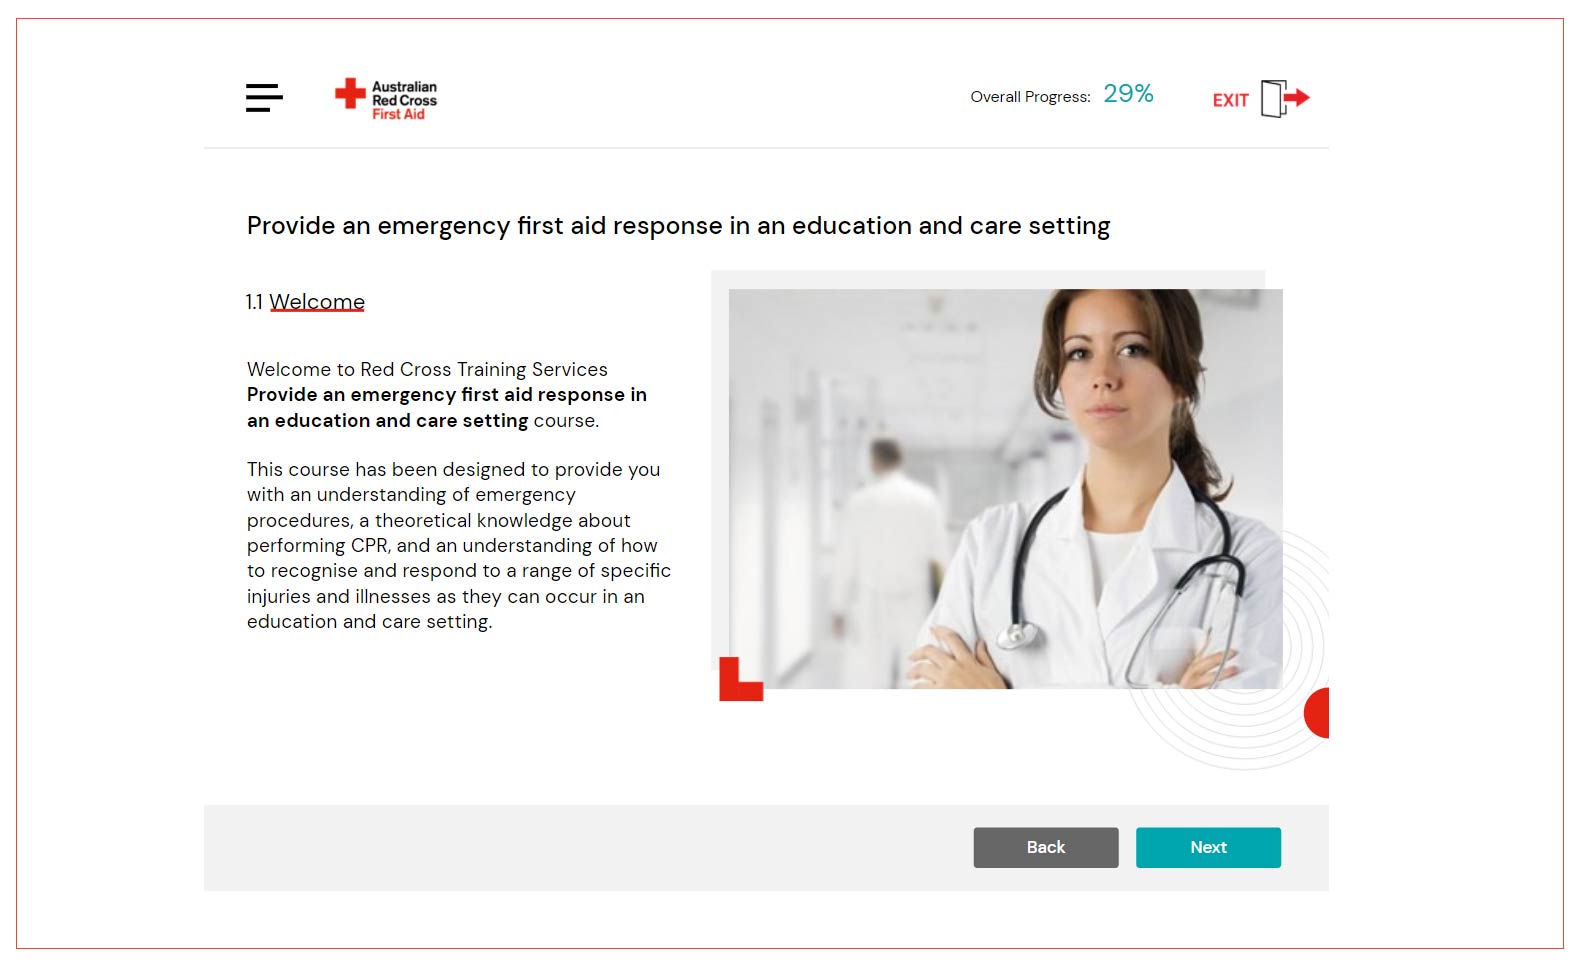 Australian
Red Cross
First Aid
Overall Progress: 29%
EXIT
Provide an emergency first aid response in an education and care setting
1.1 Welcome
Welcome to Red Cross Training Services
Provide an emergency first aid response in
an education and care setting course.
This course has been designed to provide you
with an understanding of emergency
procedures, a theoretical knowledge about
performing CPR, and an understanding of how
to recognise and respond to a range of specific
injuries and illnesses as they can occur in an
education and care setting.
Back
Next